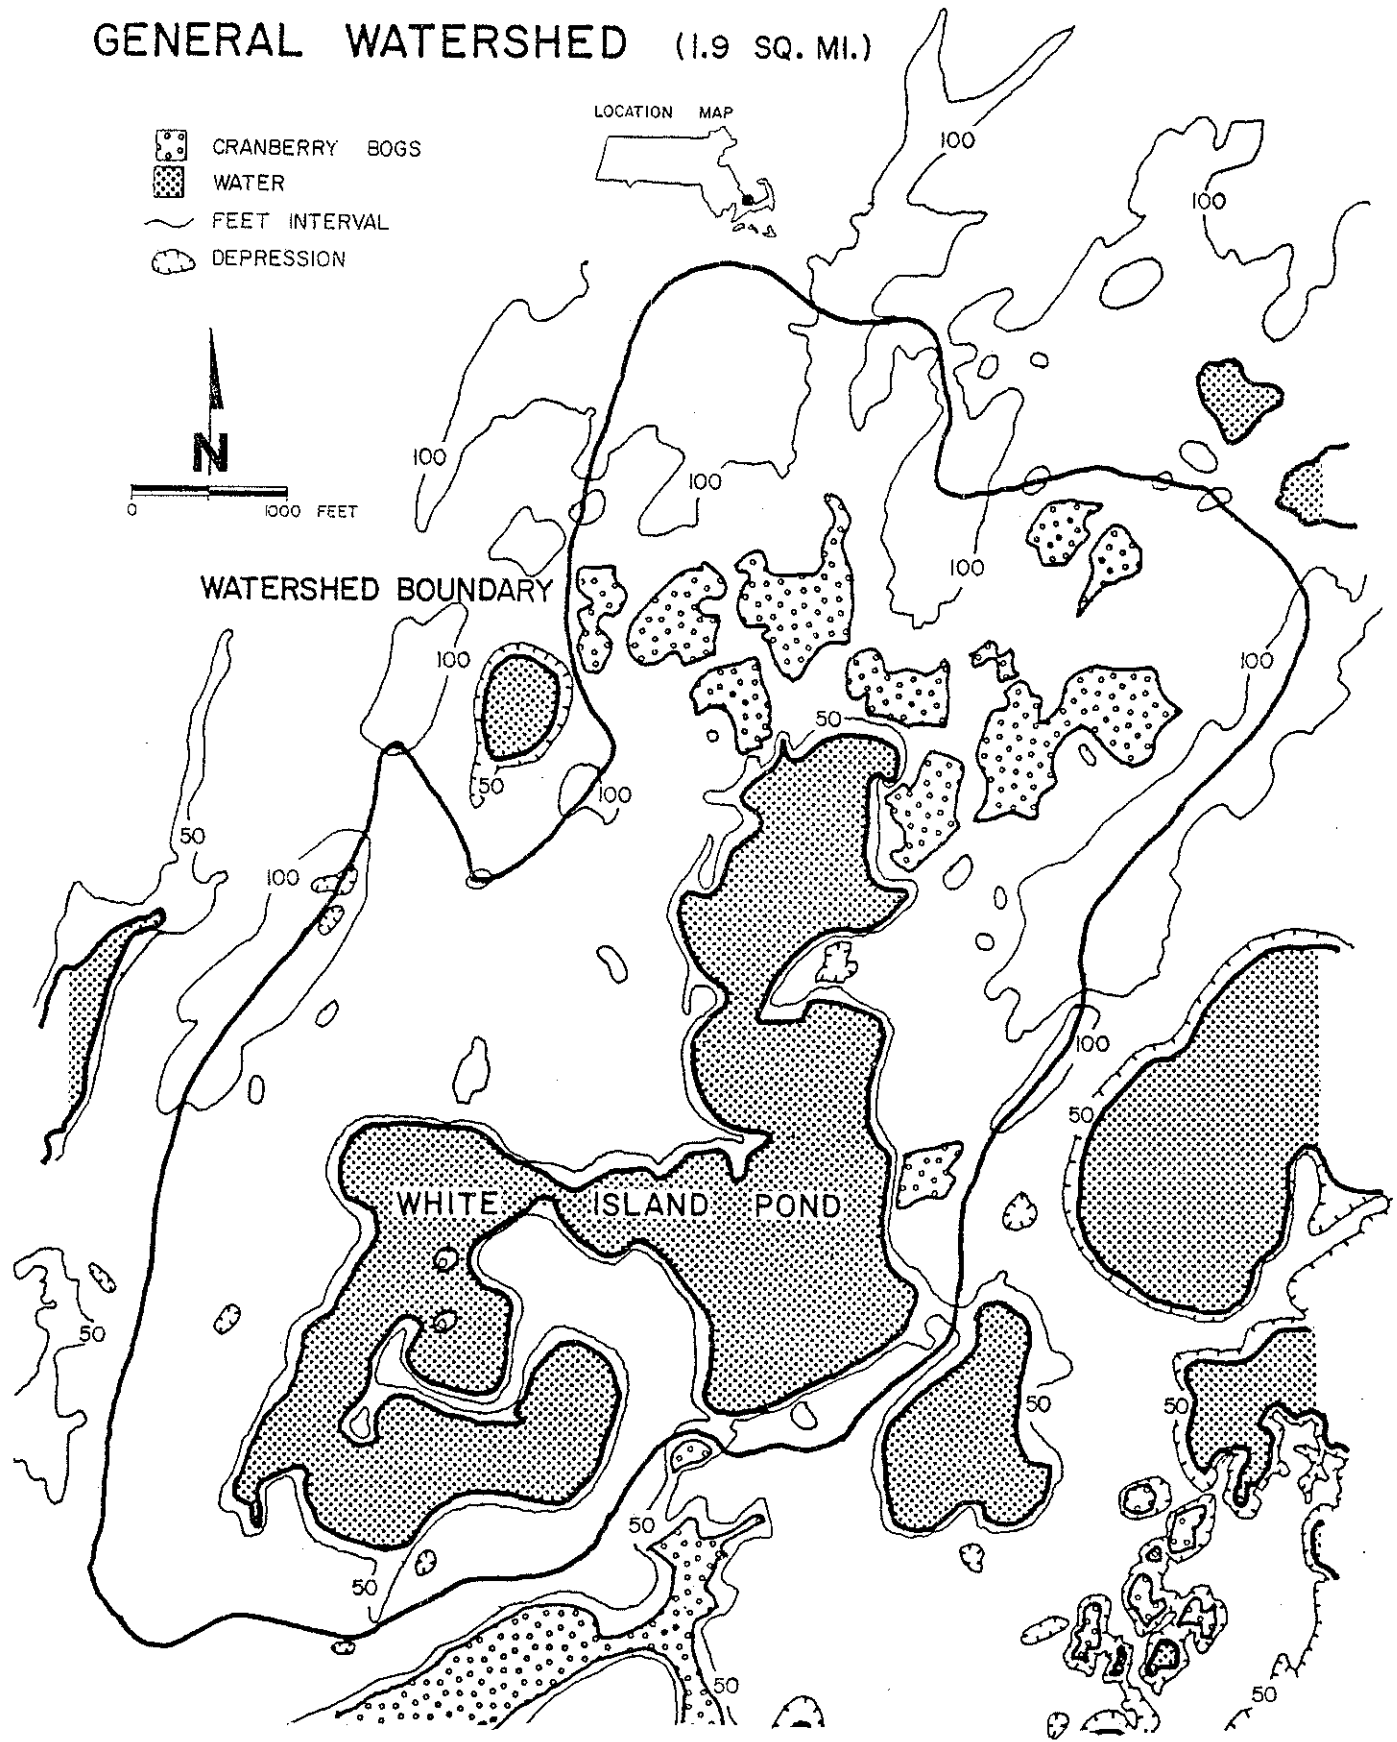 GENERAL WATERSHED (1.9 SQ. MI.)
LOCATION MAP
CRANBERRY BOGS
WATER
FEET INTERVAL
DEPRESSION
100
100
N
0 1000 FEET
100
100
100
WATERSHED BOUNDARY
100
100
50
50
100
50
100
100
50
WHITE ISLAND POND
50
50
50
50
50
50
50